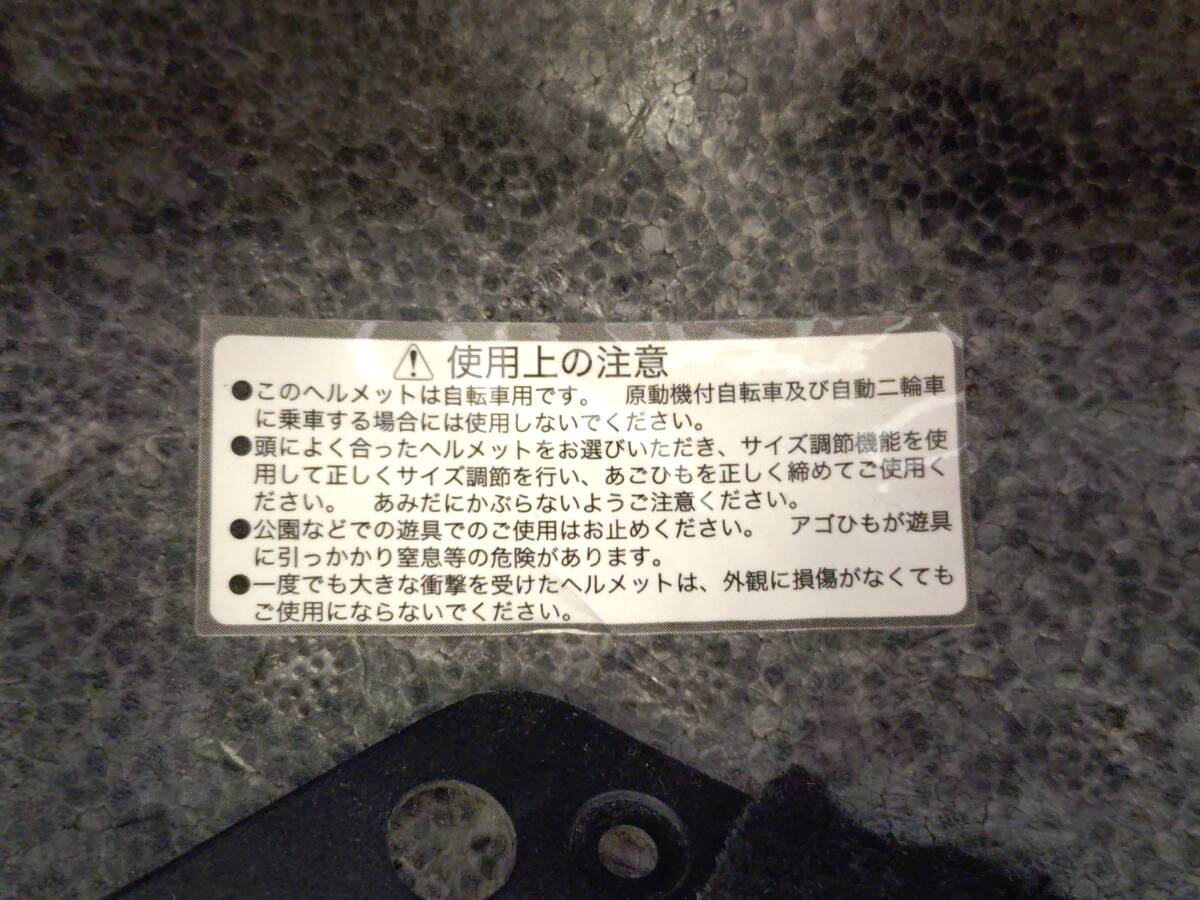 ⚠ 使用上の注意
●このヘルメットは自転車用です。　原動機付自転車及び自動二輪車
に乗車する場合には使用しないでください。
●頭によく合ったヘルメットをお選びいただき、サイズ調節機能を使
用して正しくサイズ調節を行い、あごひもを正しく締めてご使用く
ださい。　あみだにかぶらないようご注意ください。
●公園などでの遊具でのご使用はお止めください。　アゴひもが遊具
に引っかかり窒息等の危険があります。
●一度でも大きな衝撃を受けたヘルメットは、外観に損傷がなくても
ご使用にならないでください。